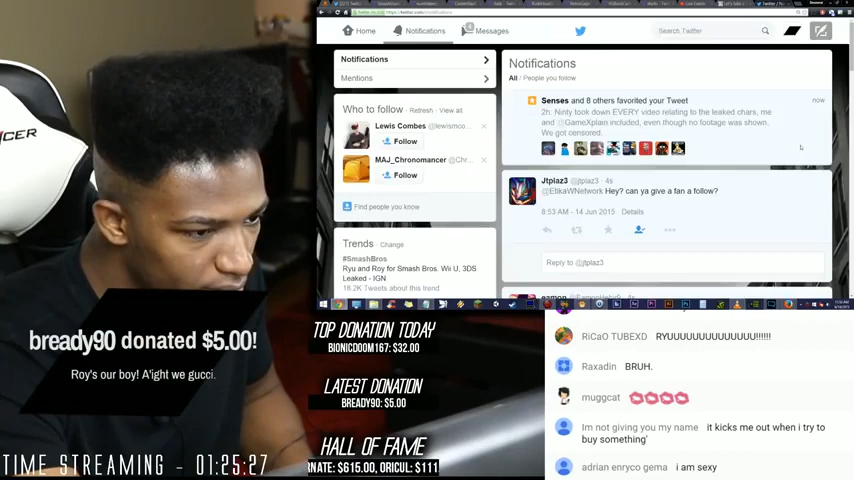 Home
Notifications
Messages
Search Twitter
Notifications
Mentions
Who to follow · Refresh · View all
Lewis Combes @lewismco...
Follow
MAJ_Chronomancer @Chr...
Follow
Find people you know
Trends · Change
#SmashBros
Ryu and Roy for Smash Bros. Wii U, 3DS
Leaked - IGN
18.2K Tweets about this trend
Notifications
All / People you follow
Senses and 8 others favorited your Tweet
now
2h: Ninty took down EVERY video relating to the leaked chars, me
and @GameXplain included, even though no footage was shown.
We got censored.
Jtplaz3 @jtplaz3 · 4s
@EtikaWNetwork Hey? can ya give a fan a follow?
8:53 AM - 14 Jun 2015 Details
Reply to @jtplaz3
CER
bready90 donated $5.00!
Roy's our boy! A'ight we gucci.
TIME STREAMING - 01:25:27
TOP DONATION TODAY
BIONICDOOM167: $32.00
LATEST DONATION
BREADY90: $5.00
HALL OF FAME
NATE: $615.00, ORICUL: $111
RiCaO TUBEXD RYUUUUUUUUUUUU!!!!!!
Raxadin BRUH.
muggcat
Im not giving you my name it kicks me out when i try to
buy something'
adrian enryco gema i am sexy